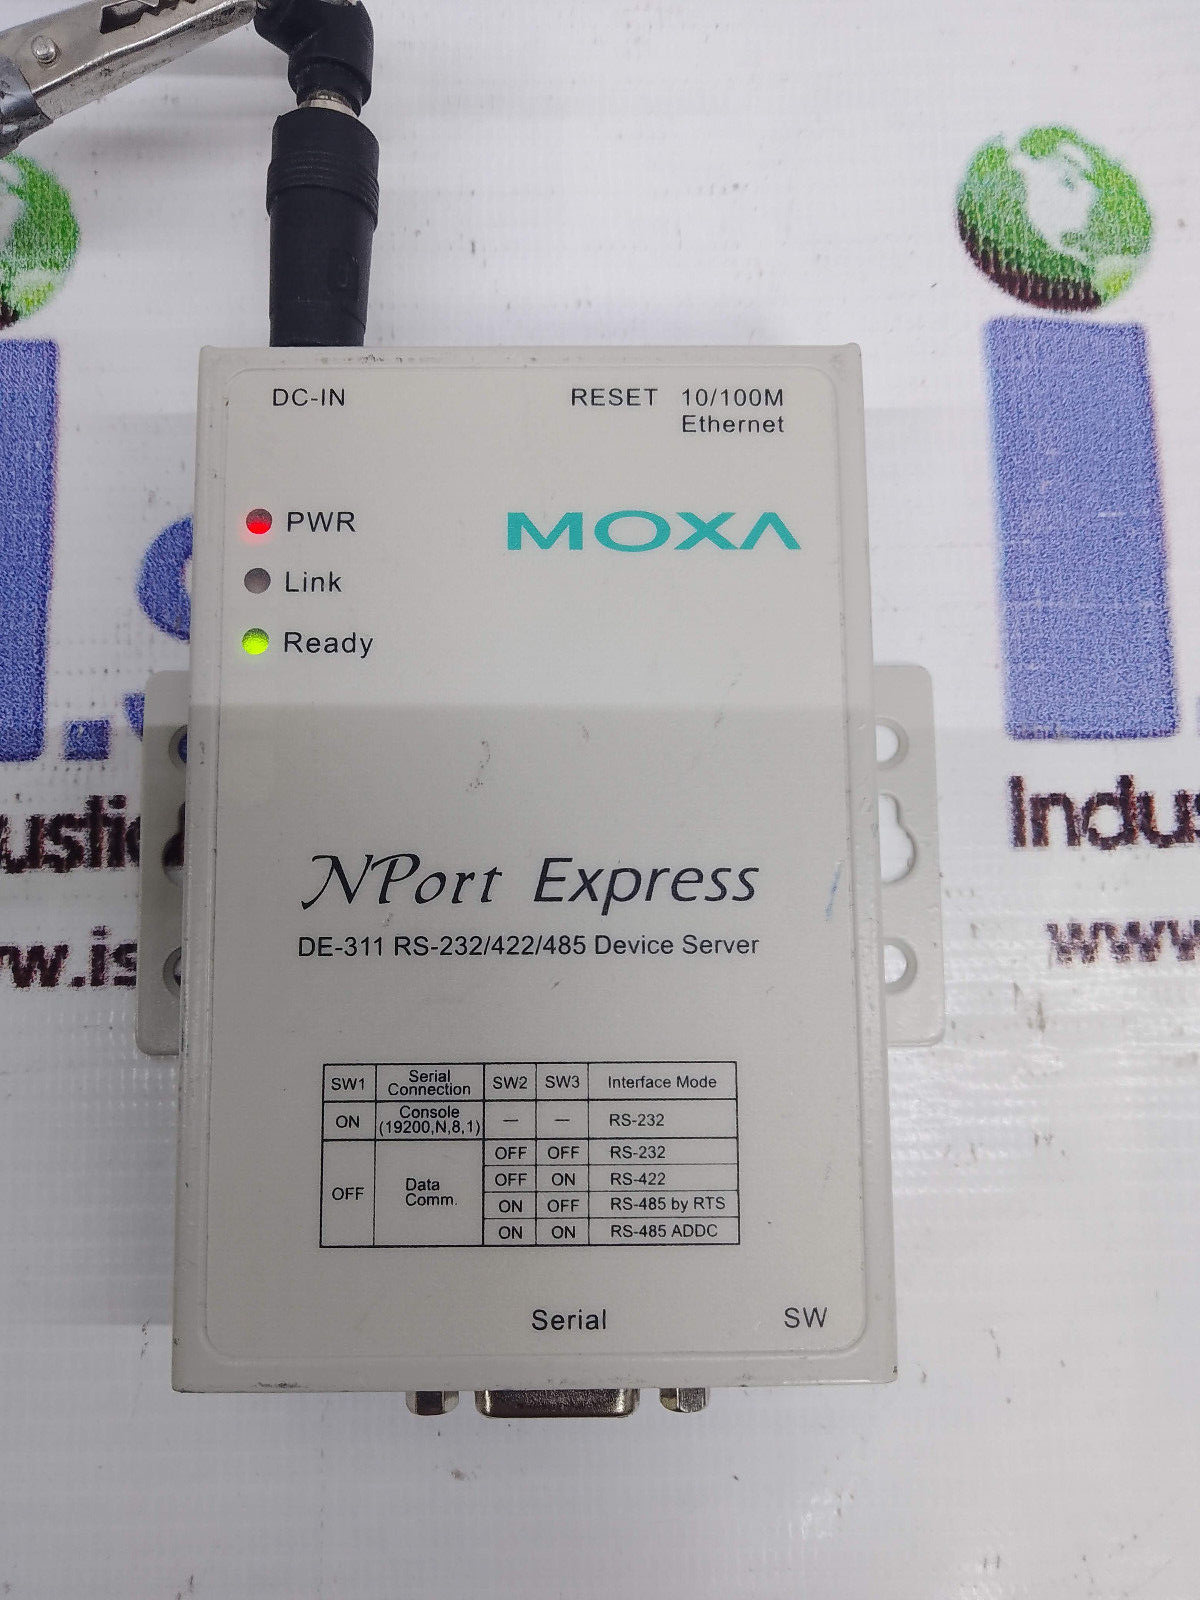 DC-IN RESET 10/100M
Ethernet
PWR
MOXA
Link
Ready
NPort Express
DE-311 RS-232/422/485 Device Server
SW1 Serial Connection SW2 SW3 Interface Mode
ON Console (19200,N,8,1) — — RS-232
OFF Data Comm. OFF OFF RS-232
OFF ON RS-422
ON OFF RS-485 by RTS
ON ON RS-485 ADDC
Serial SW
Indus
www